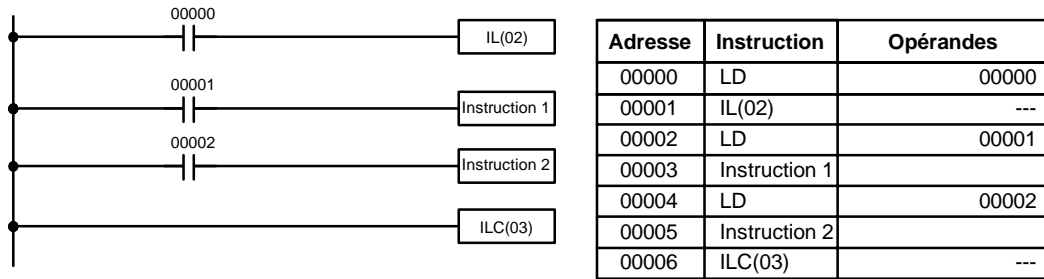 00000
IL(02)
00001
Instruction 1
00002
Instruction 2
ILC(03)
Adresse Instruction Opérandes
00000 LD 00000
00001 IL(02) ---
00002 LD 00001
00003 Instruction 1
00004 LD 00002
00005 Instruction 2
00006 ILC(03) ---